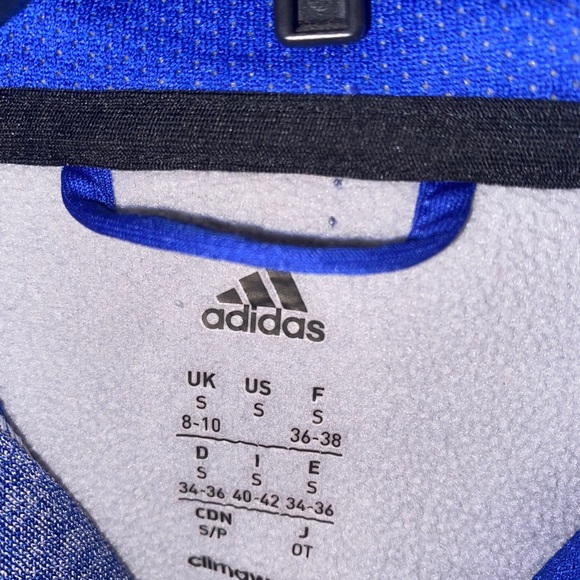 adidas
UK US F
S S S
8-10 36-38
D I E
S S S
34-36 40-42 34-36
CDN J
S/P OT